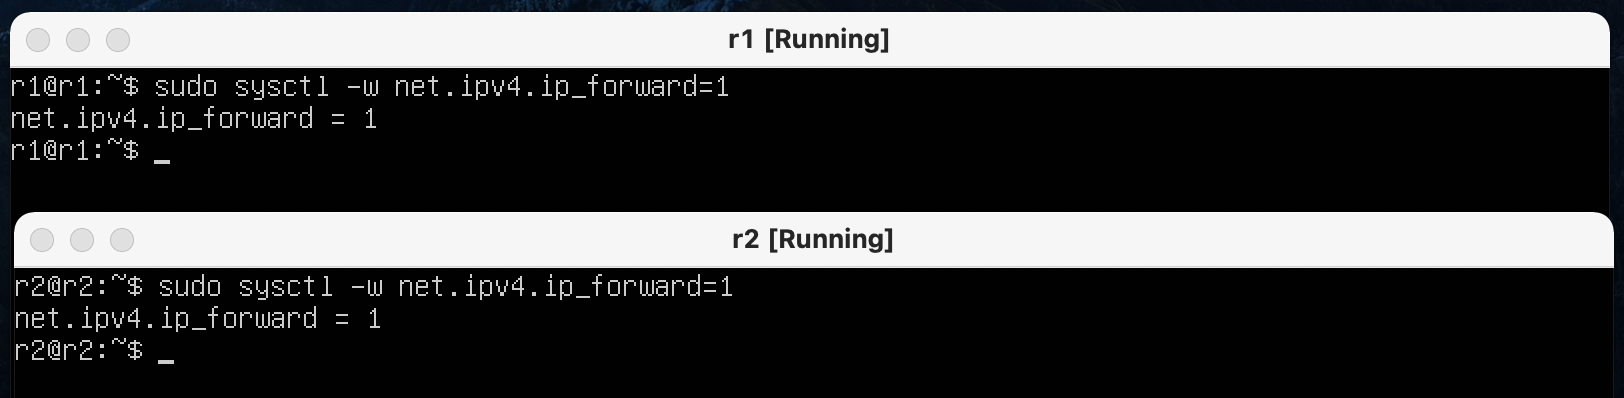 r1 [Running]
r1@r1:~$ sudo sysctl -w net.ipv4.ip_forward=1
net.ipv4.ip_forward = 1
r1@r1:~$ _
r2 [Running]
r2@r2:~$ sudo sysctl -w net.ipv4.ip_forward=1
net.ipv4.ip_forward = 1
r2@r2:~$ _